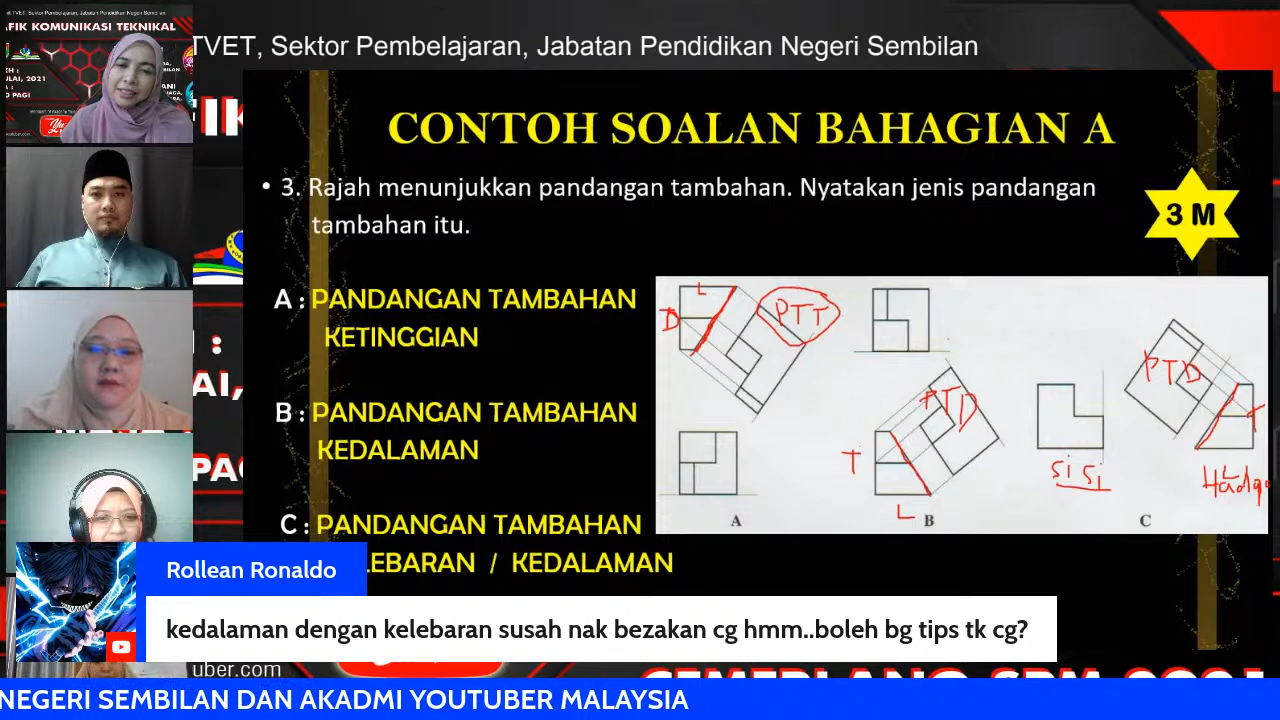 TVET, Sektor Pembelajaran, Jabatan Pendidikan Negeri Sembilan
AFIK KOMUNIKASI TEKNIKAL
CONTOH SOALAN BAHAGIAN A
• 3. Rajah menunjukkan pandangan tambahan. Nyatakan jenis pandangan
tambahan itu.
3 M
A : PANDANGAN TAMBAHAN
KETINGGIAN
B : PANDANGAN TAMBAHAN
KEDALAMAN
C : PANDANGAN TAMBAHAN
LEBARAN / KEDALAMAN
L
D
PTT
PTD
T
L
PTD
T
SiSi
L
A
B
C
Rollean Ronaldo
kedalaman dengan kelebaran susah nak bezakan cg hmm..boleh bg tips tk cg?
uber.com
NEGERI SEMBILAN DAN AKADMI YOUTUBER MALAYSIA